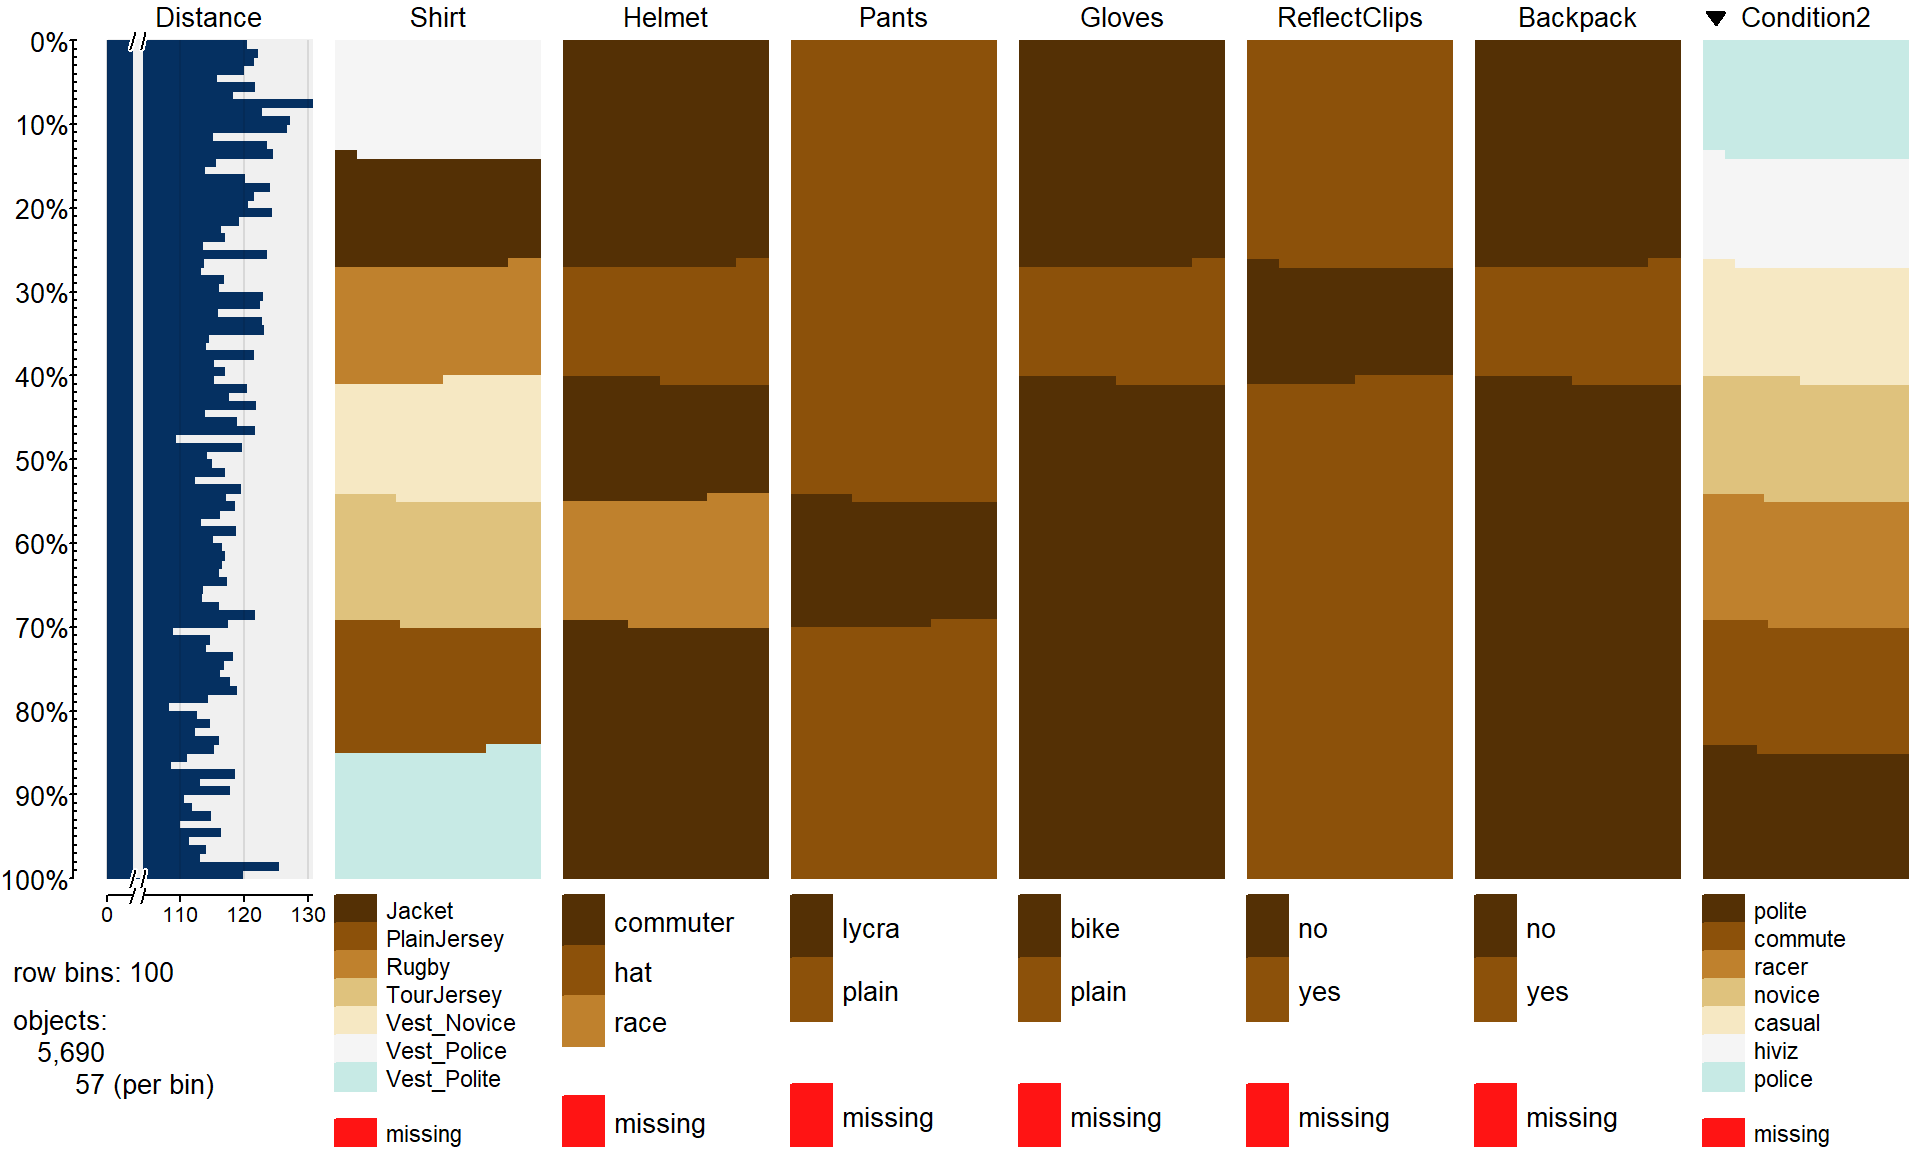 Distance Shirt Helmet Pants Gloves ReflectClips Backpack Condition2
0%
10%
20%
30%
40%
50%
60%
70%
80%
90%
100%
0 110 120 130
row bins: 100
objects:
5,690
57 (per bin)
Jacket
PlainJersey
Rugby
TourJersey
Vest_Novice
Vest_Police
Vest_Polite
missing
commuter
hat
race
missing
lycra
plain
missing
bike
plain
missing
no
yes
missing
no
yes
missing
polite
commute
racer
novice
casual
hiviz
police
missing